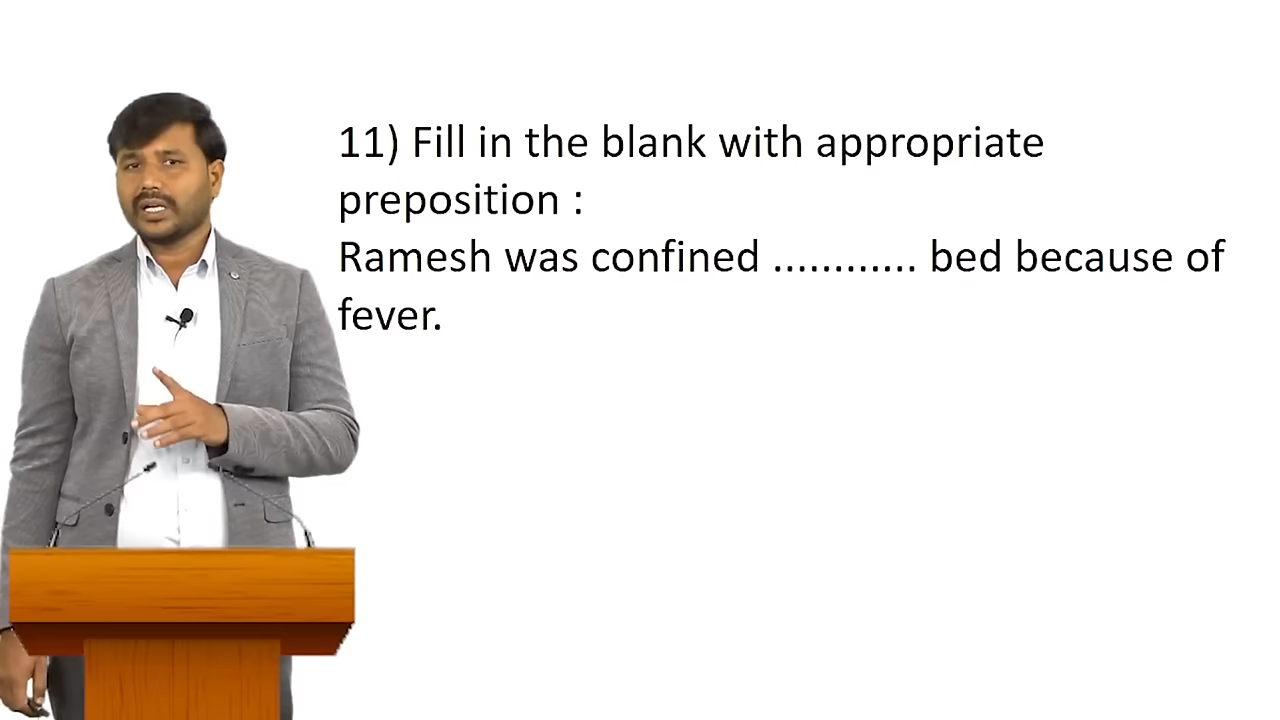 11) Fill in the blank with appropriate
preposition :
Ramesh was confined ............ bed because of
fever.